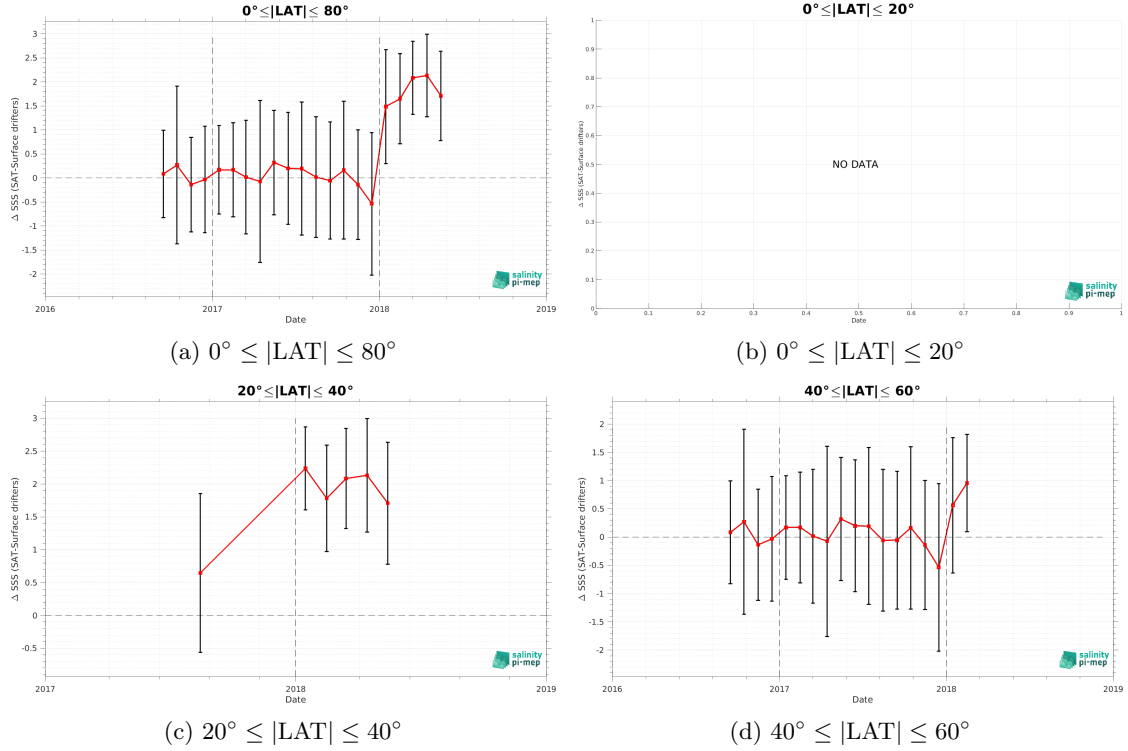 0°≤|LAT|≤ 80°
3
2.5
2
1.5
1
0.5
0
-0.5
-1
-1.5
-2
Δ SSS (SAT-Surface drifters)
2016
2017
2018
2019
Date
salinity
pi-mep
(a) 0° ≤ |LAT| ≤ 80°
0°≤|LAT|≤ 20°
1
0.9
0.8
0.7
0.6
0.5
0.4
0.3
0.2
0.1
0
Δ SSS (SAT-Surface drifters)
NO DATA
0
0.1
0.2
0.3
0.4
0.5
0.6
0.7
0.8
0.9
1
Date
salinity
pi-mep
(b) 0° ≤ |LAT| ≤ 20°
20°≤|LAT|≤ 40°
3
2.5
2
1.5
1
0.5
0
-0.5
Δ SSS (SAT-Surface drifters)
2017
2018
2019
Date
salinity
pi-mep
(c) 20° ≤ |LAT| ≤ 40°
40°≤|LAT|≤ 60°
2
1.5
1
0.5
0
-0.5
-1
-1.5
-2
Δ SSS (SAT-Surface drifters)
2016
2017
2018
2019
Date
salinity
pi-mep
(d) 40° ≤ |LAT| ≤ 60°